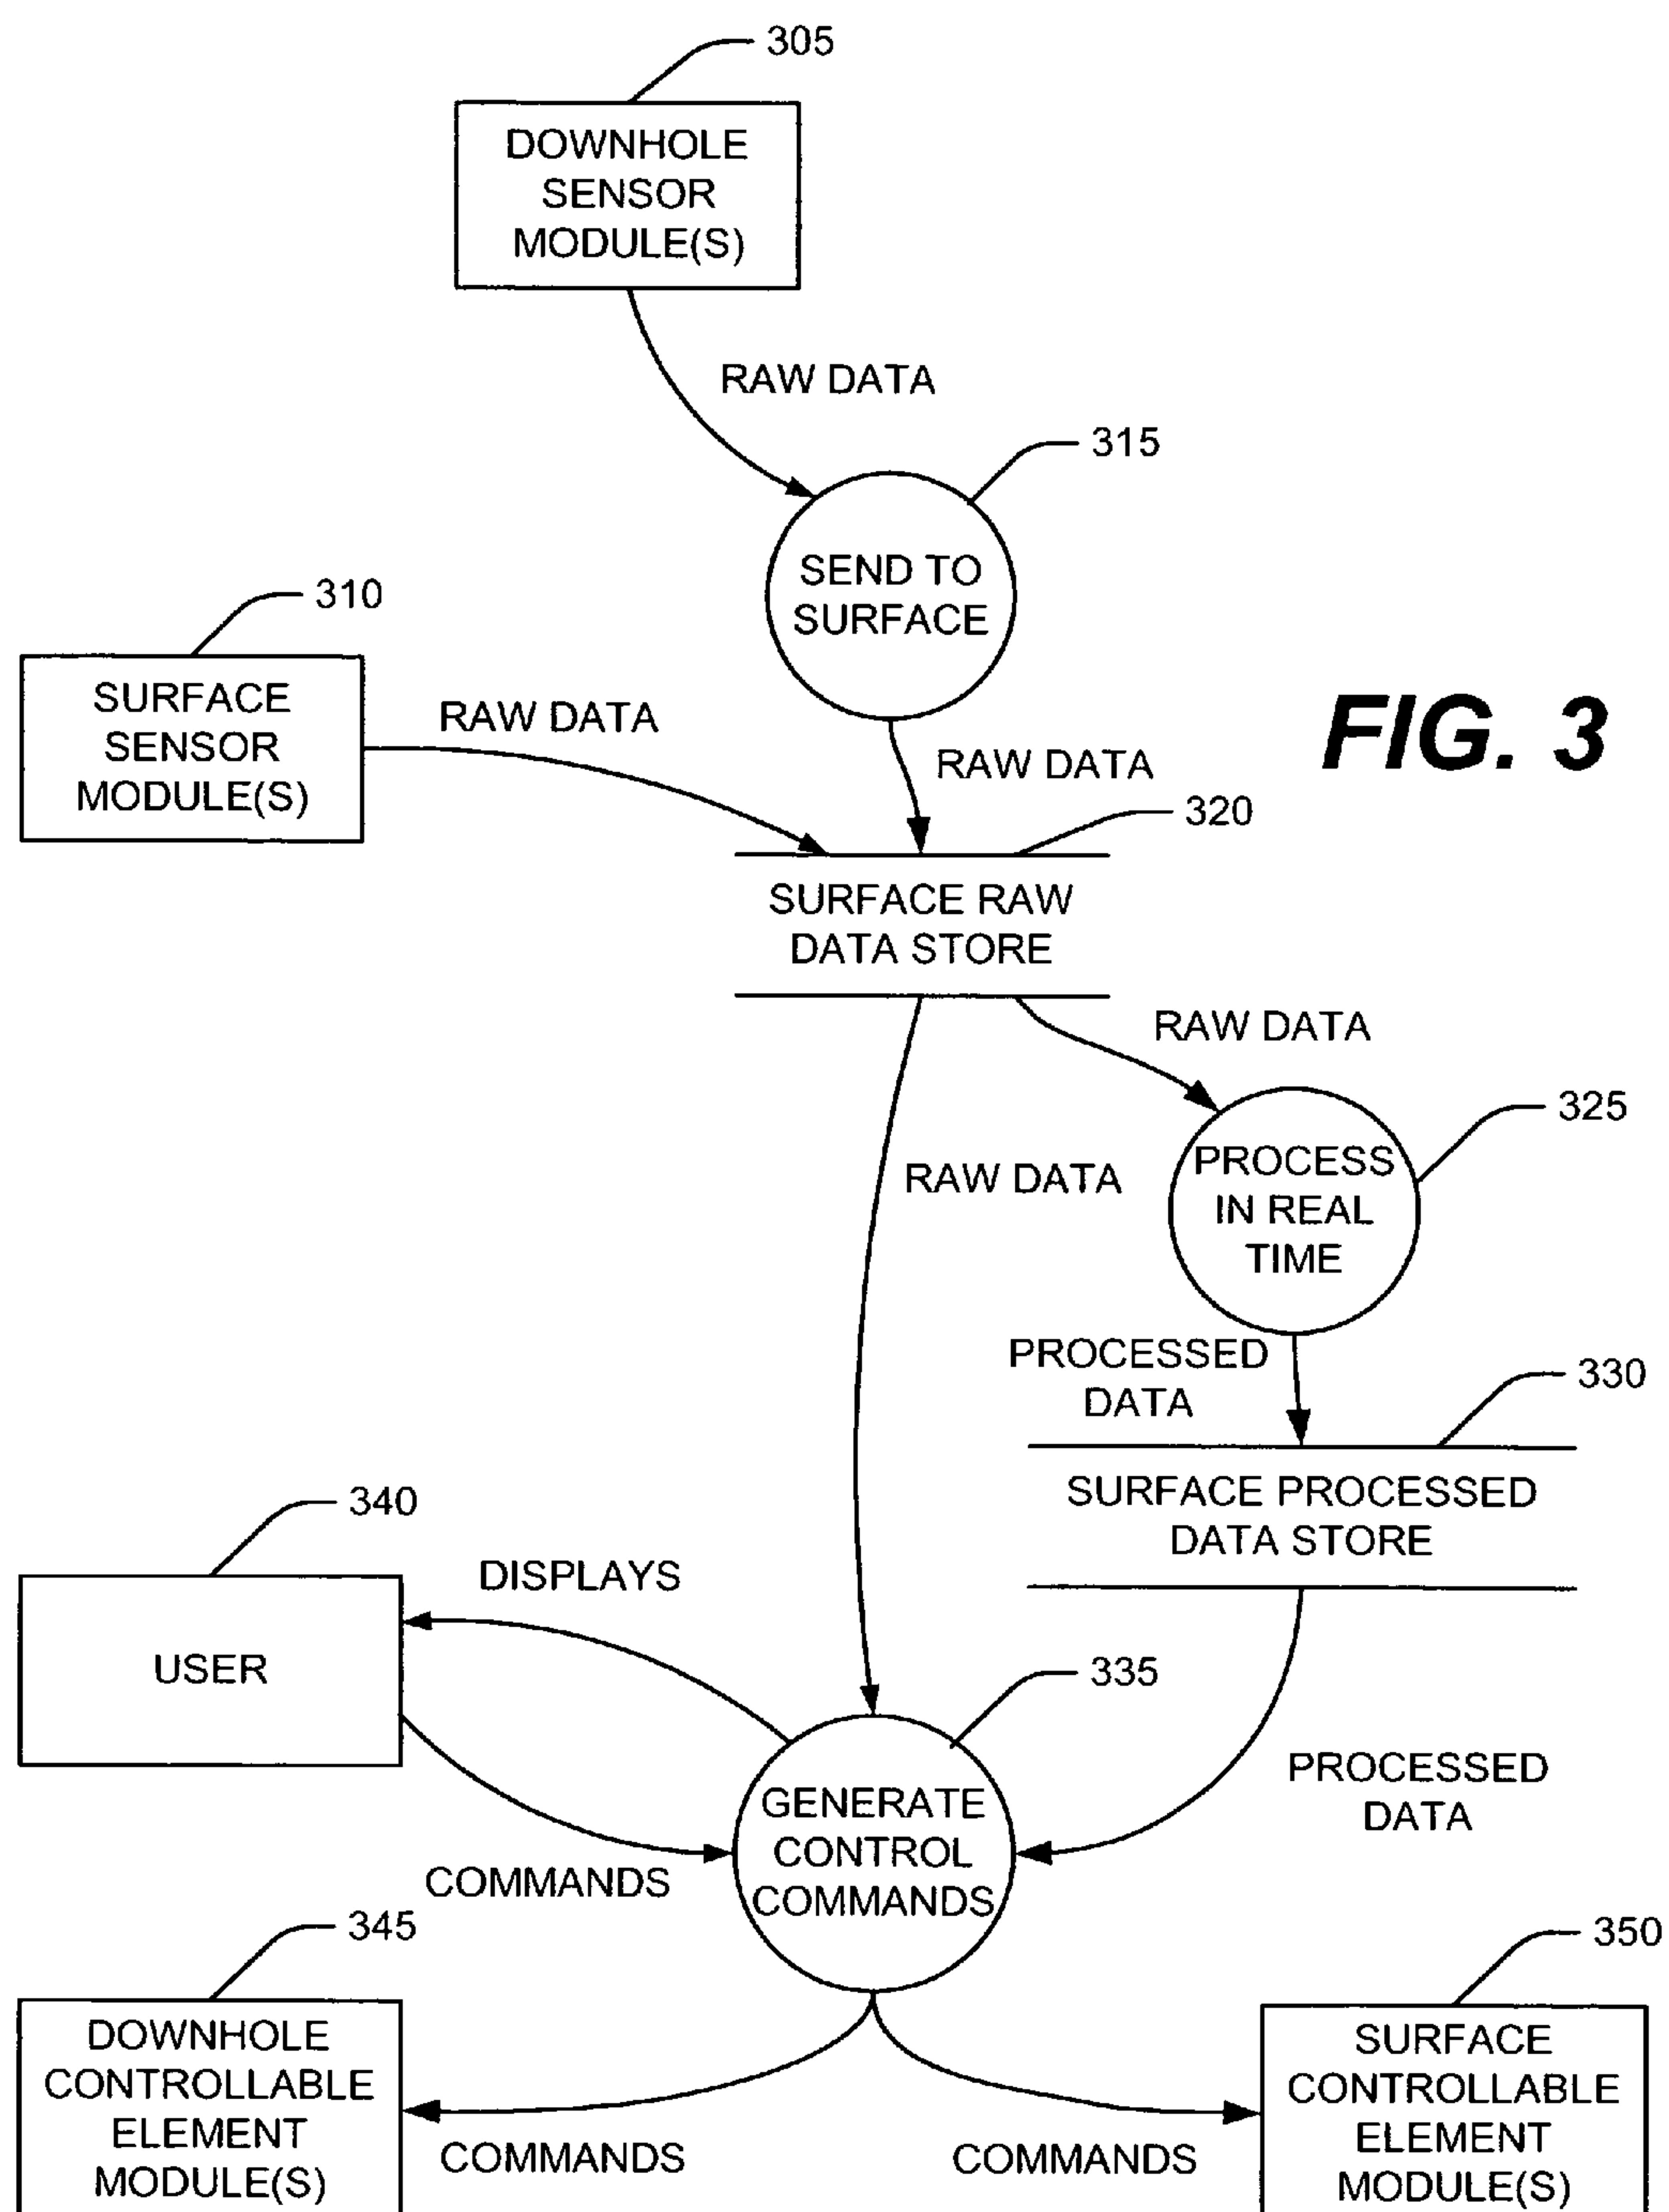 305
DOWNHOLE
SENSOR
MODULE(S)
RAW DATA
315
SEND TO
SURFACE
310
SURFACE
SENSOR
MODULE(S)
RAW DATA
FIG. 3
RAW DATA
320
SURFACE RAW
DATA STORE
RAW DATA
325
RAW DATA
PROCESS
IN REAL
TIME
PROCESSED
DATA
330
SURFACE PROCESSED
DATA STORE
340
DISPLAYS
USER
335
PROCESSED
DATA
GENERATE
CONTROL
COMMANDS
COMMANDS
345
350
DOWNHOLE
CONTROLLABLE
ELEMENT
MODULE(S)
COMMANDS
COMMANDS
SURFACE
CONTROLLABLE
ELEMENT
MODULE(S)